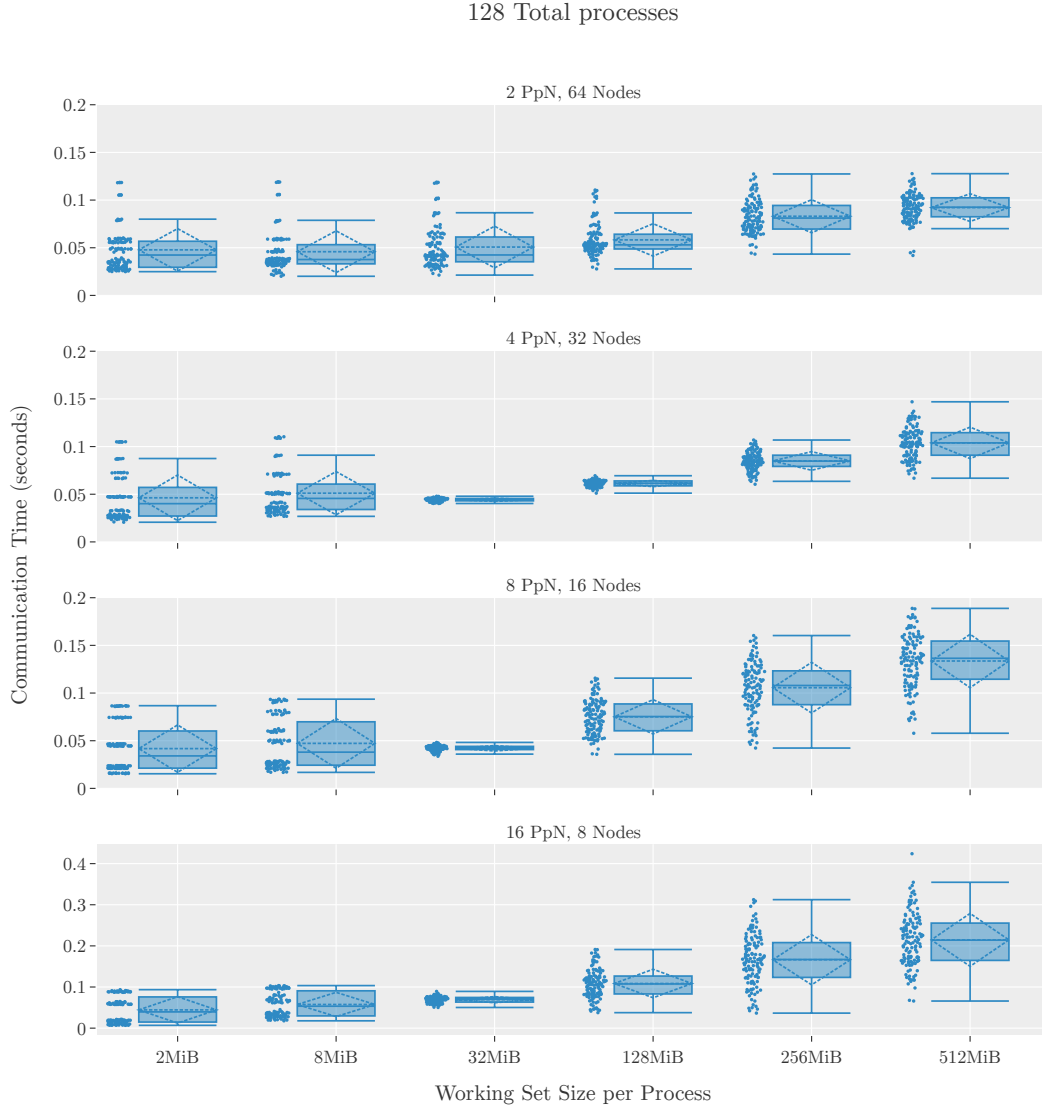 128 Total processes
2 PpN, 64 Nodes
0.2
0.15
0.1
0.05
0
4 PpN, 32 Nodes
0.2
0.15
0.1
0.05
0
8 PpN, 16 Nodes
0.2
0.15
0.1
0.05
0
16 PpN, 8 Nodes
0.4
0.3
0.2
0.1
0
Communication Time (seconds)
2MiB 8MiB 32MiB 128MiB 256MiB 512MiB
Working Set Size per Process